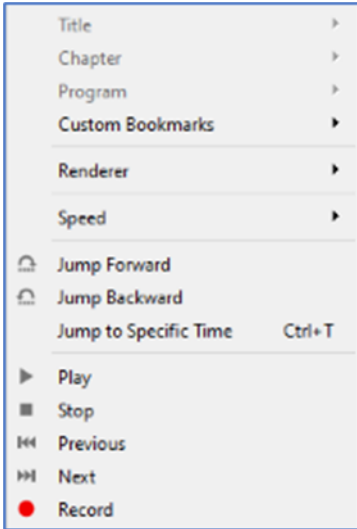 Title
Chapter
Program
Custom Bookmarks
Renderer
Speed
Jump Forward
Jump Backward
Jump to Specific Time Ctrl+T
Play
Stop
Previous
Next
Record